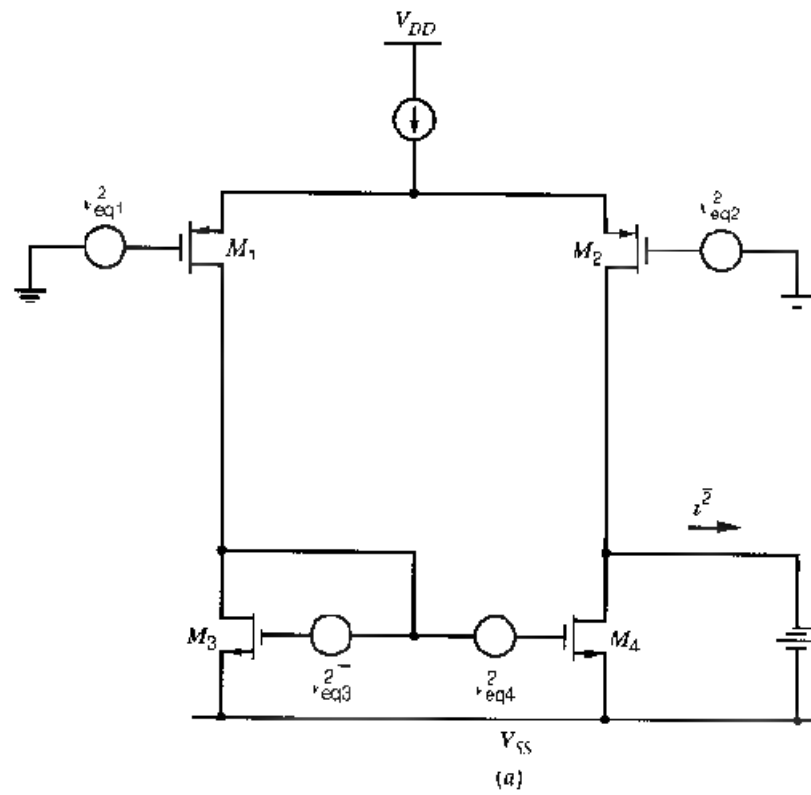 V_DD
v²eq1
v²eq2
M₁
M₂
i²
M₃
M₄
v²eq3
v²eq4
V_SS
(a)